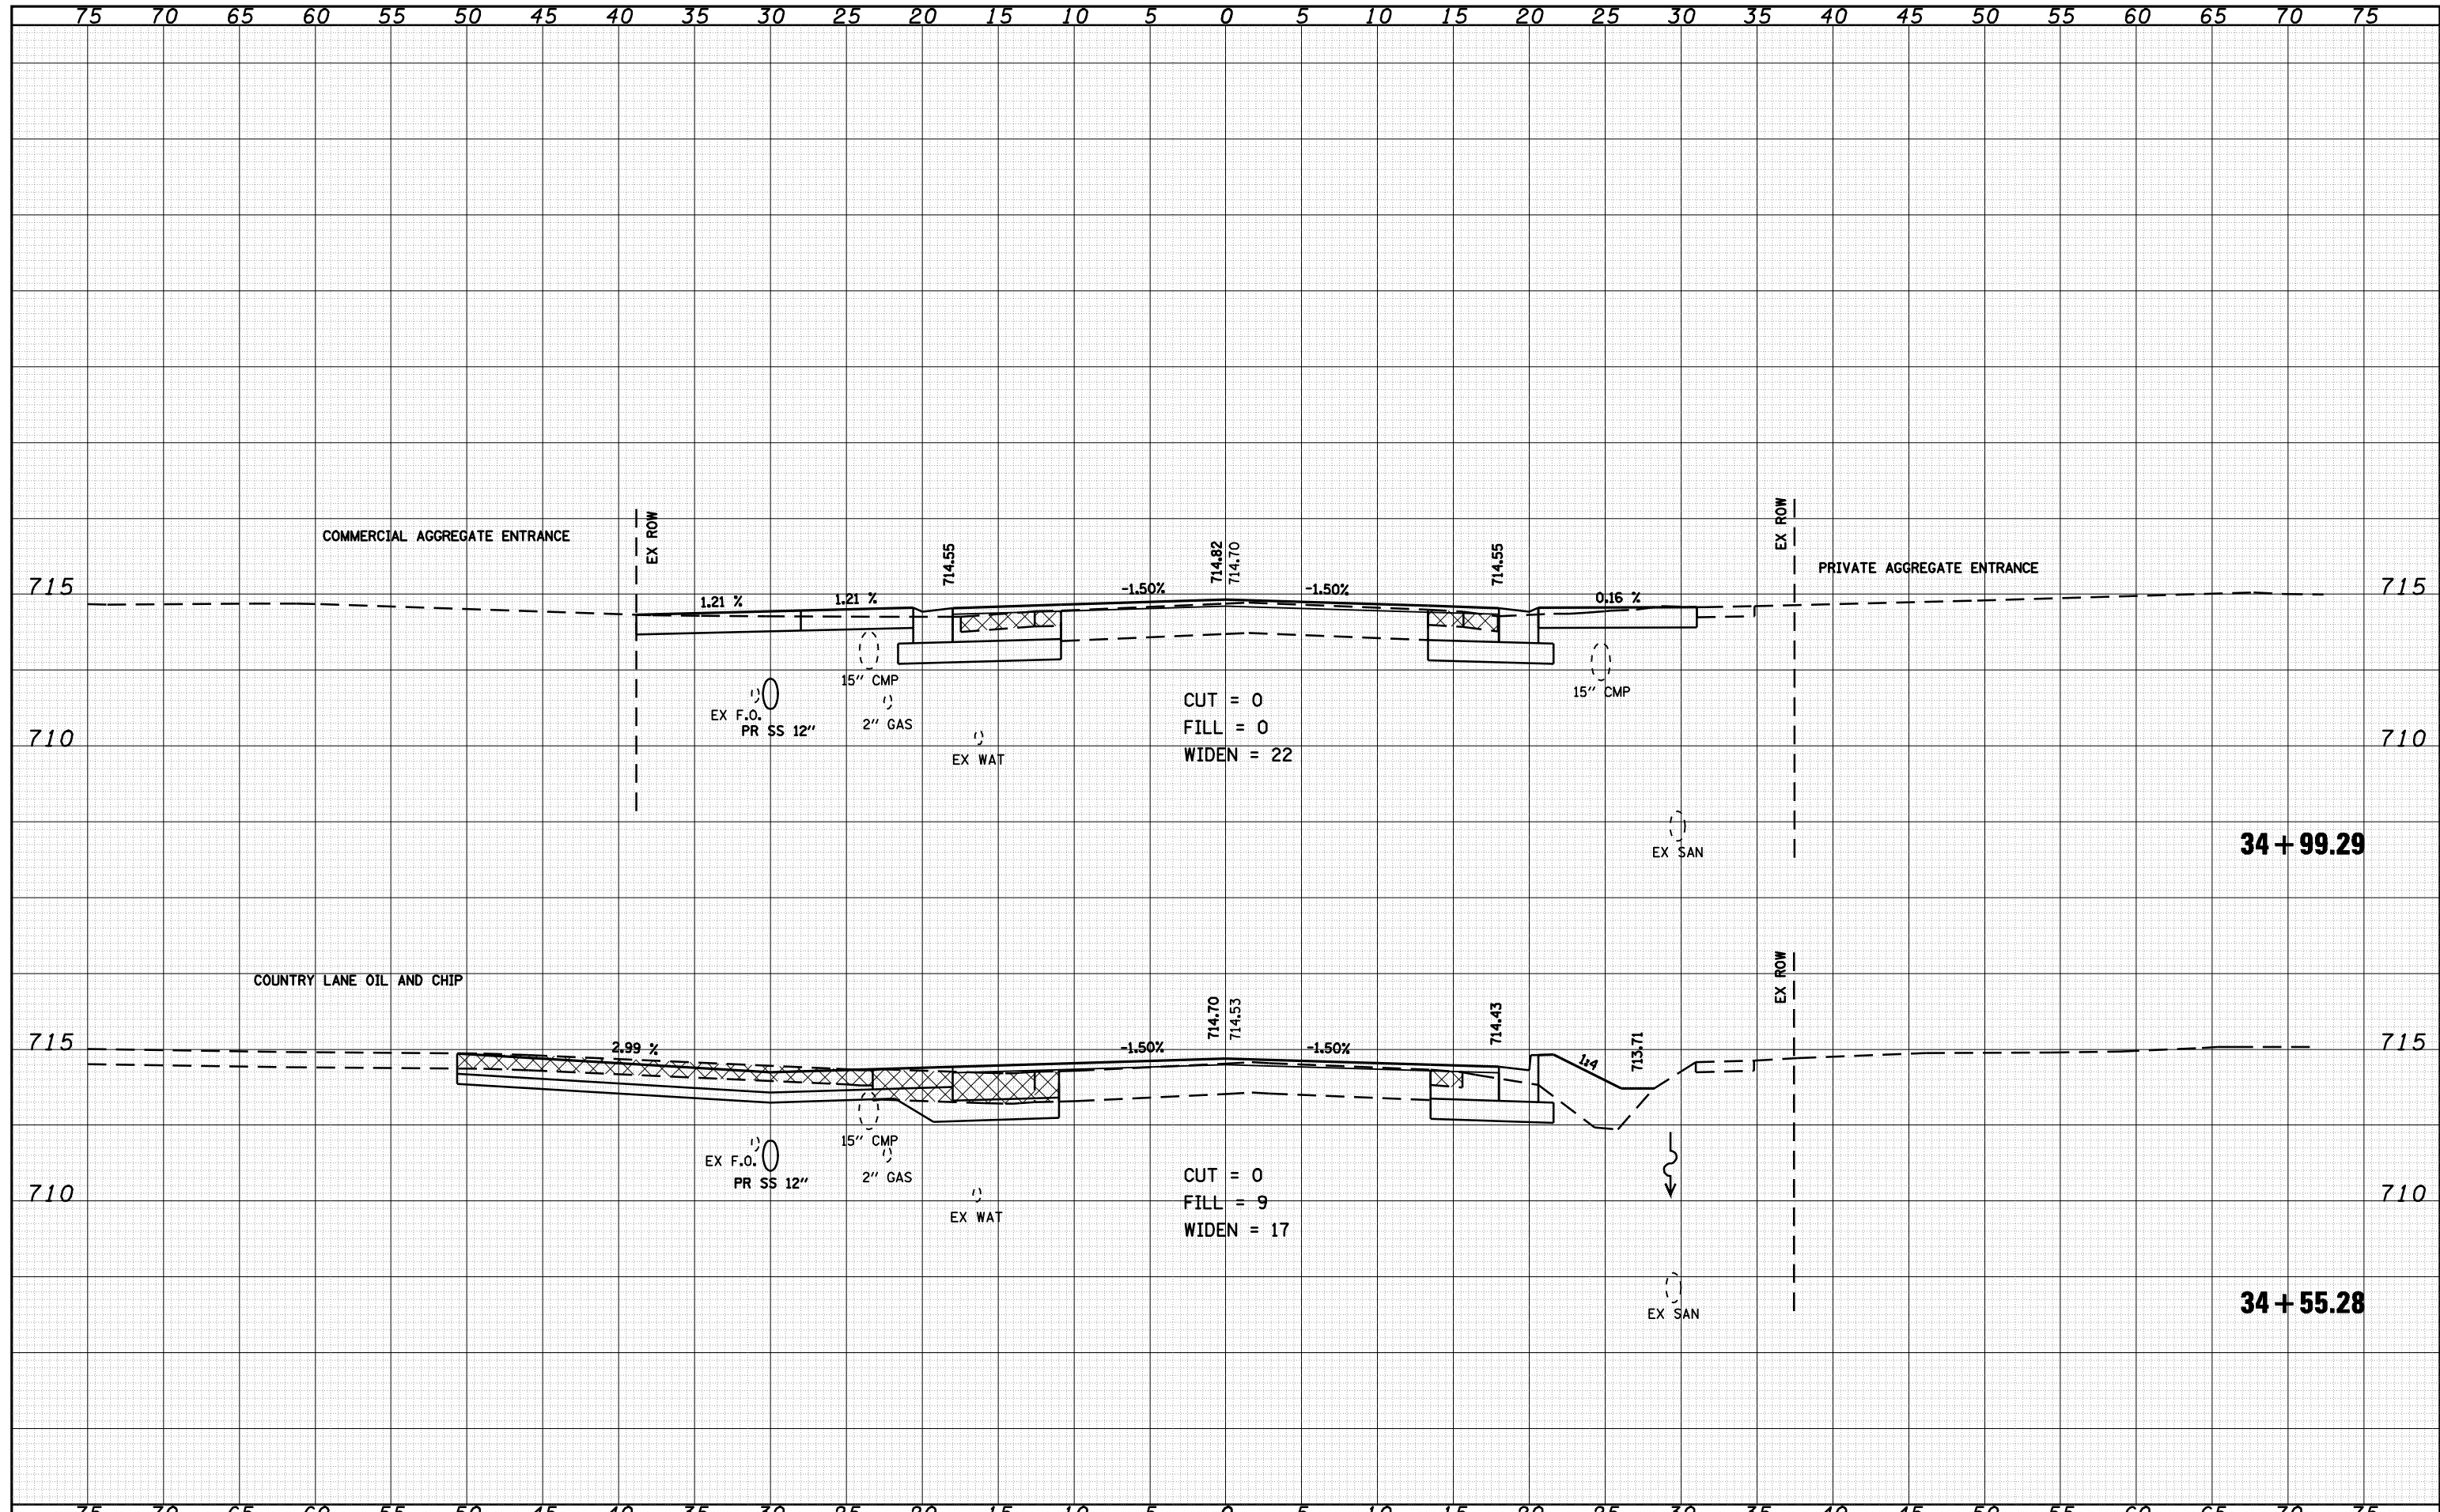 75 70 65 60 55 50 45 40 35 30 25 20 15 10 5 0 5 10 15 20 25 30 35 40 45 50 55 60 65 70 75
EX ROW
EX ROW
COMMERCIAL AGGREGATE ENTRANCE
714.55
714.82
714.70
714.55
PRIVATE AGGREGATE ENTRANCE
715
1.21 %
1.21 %
-1.50%
-1.50%
0.16 %
715
15" CMP
15" CMP
EX F.O.
PR SS 12"
2" GAS
EX WAT
CUT = 0
FILL = 0
WIDEN = 22
710
710
EX SAN
34+99.29
COUNTRY LANE OIL AND CHIP
EX ROW
714.70
714.53
714.43
713.71
715
2.99 %
-1.50%
-1.50%
1:4
715
15" CMP
EX F.O.
PR SS 12"
2" GAS
EX WAT
CUT = 0
FILL = 9
WIDEN = 17
710
710
EX SAN
34+55.28
75 70 65 60 55 50 45 40 35 30 25 20 15 10 5 0 5 10 15 20 25 30 35 40 45 50 55 60 65 70 75